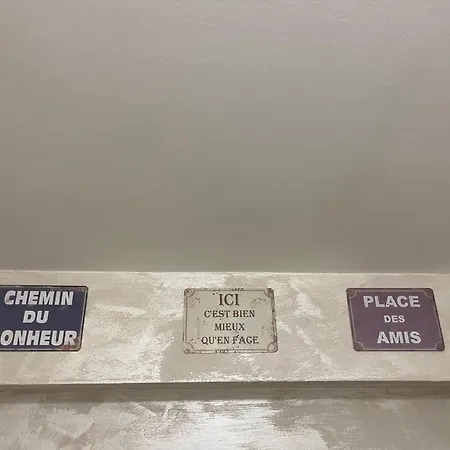 CHEMIN
DU
ONHEUR
ICI
C'EST BIEN
MIEUX
QU'EN FACE
PLACE
DES
AMIS